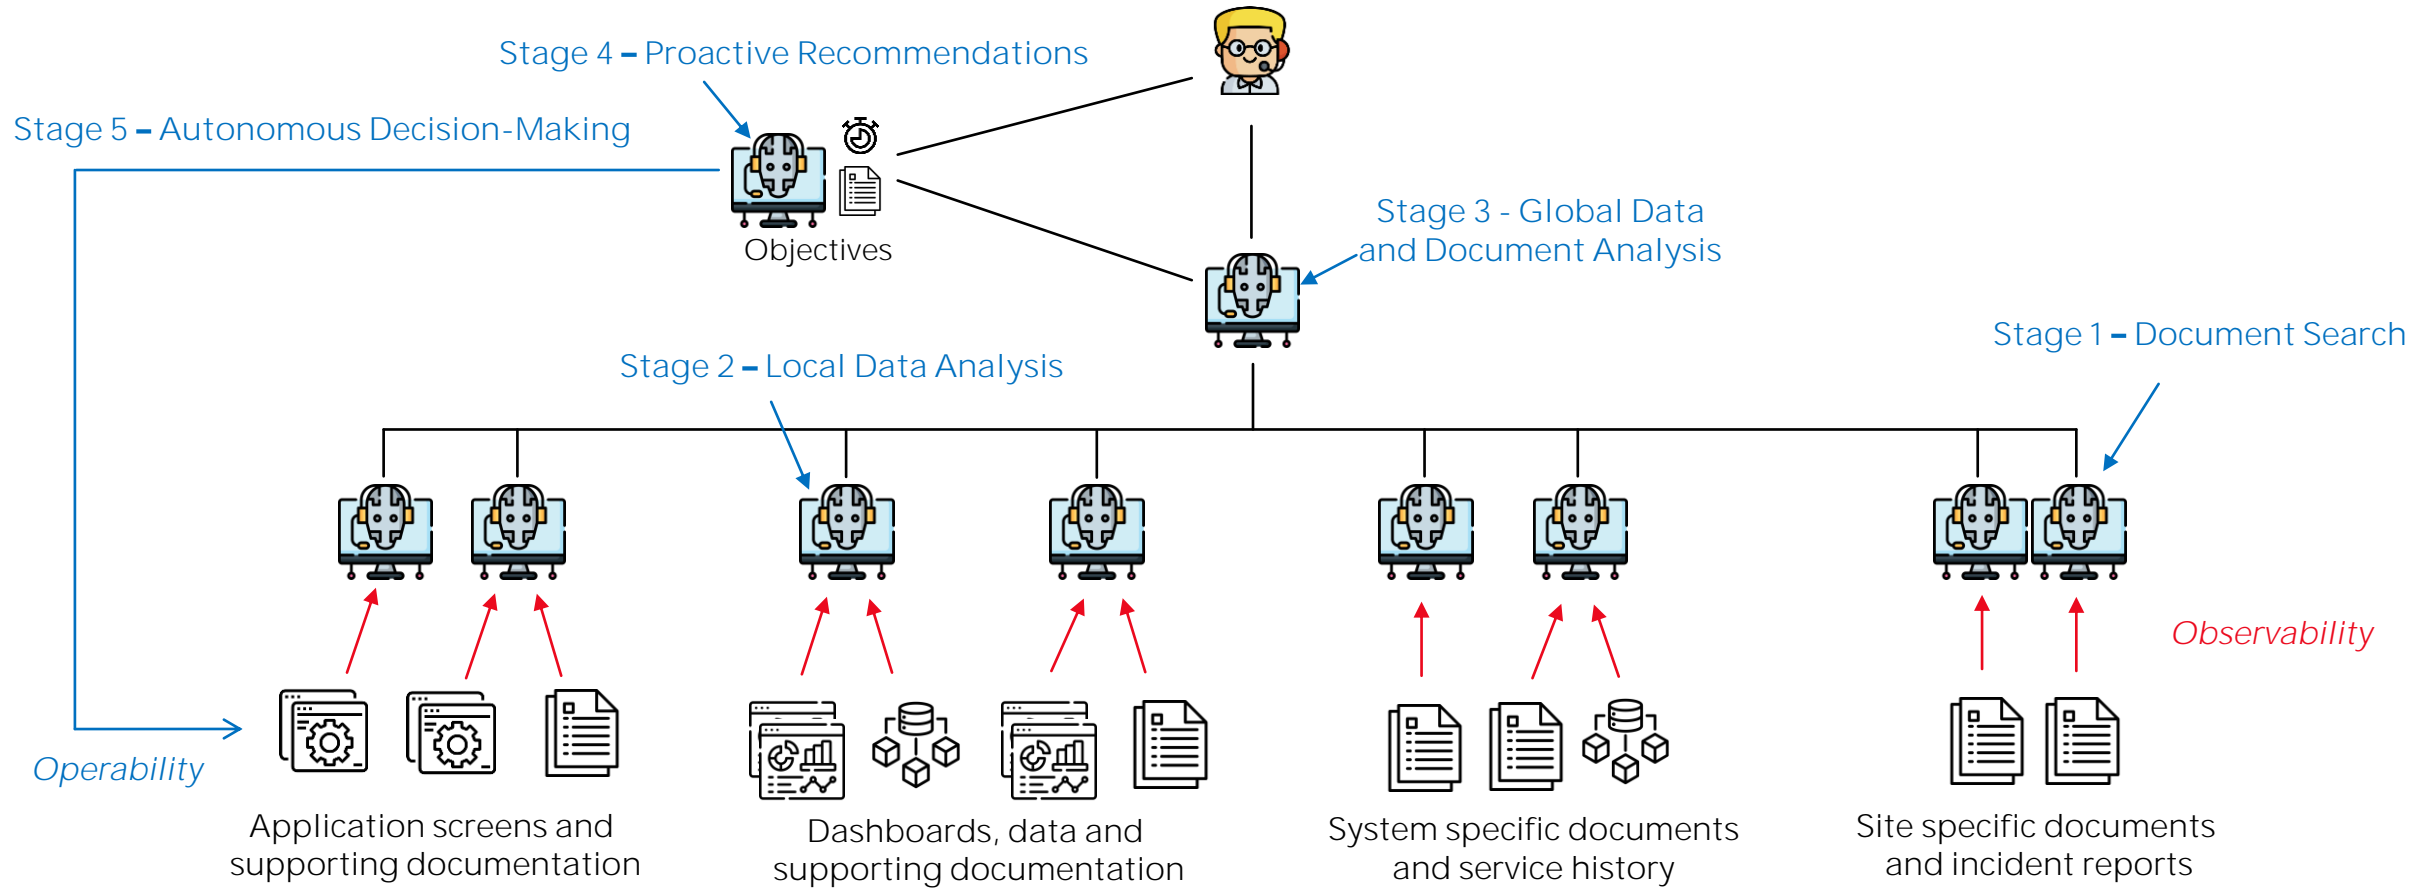 Stage 4 – Proactive Recommendations
Stage 5 – Autonomous Decision-Making
Objectives
Stage 3 - Global Data
and Document Analysis
Stage 1 – Document Search
Stage 2 – Local Data Analysis
Observability
Operability
Application screens and
supporting documentation
Dashboards, data and
supporting documentation
System specific documents
and service history
Site specific documents
and incident reports